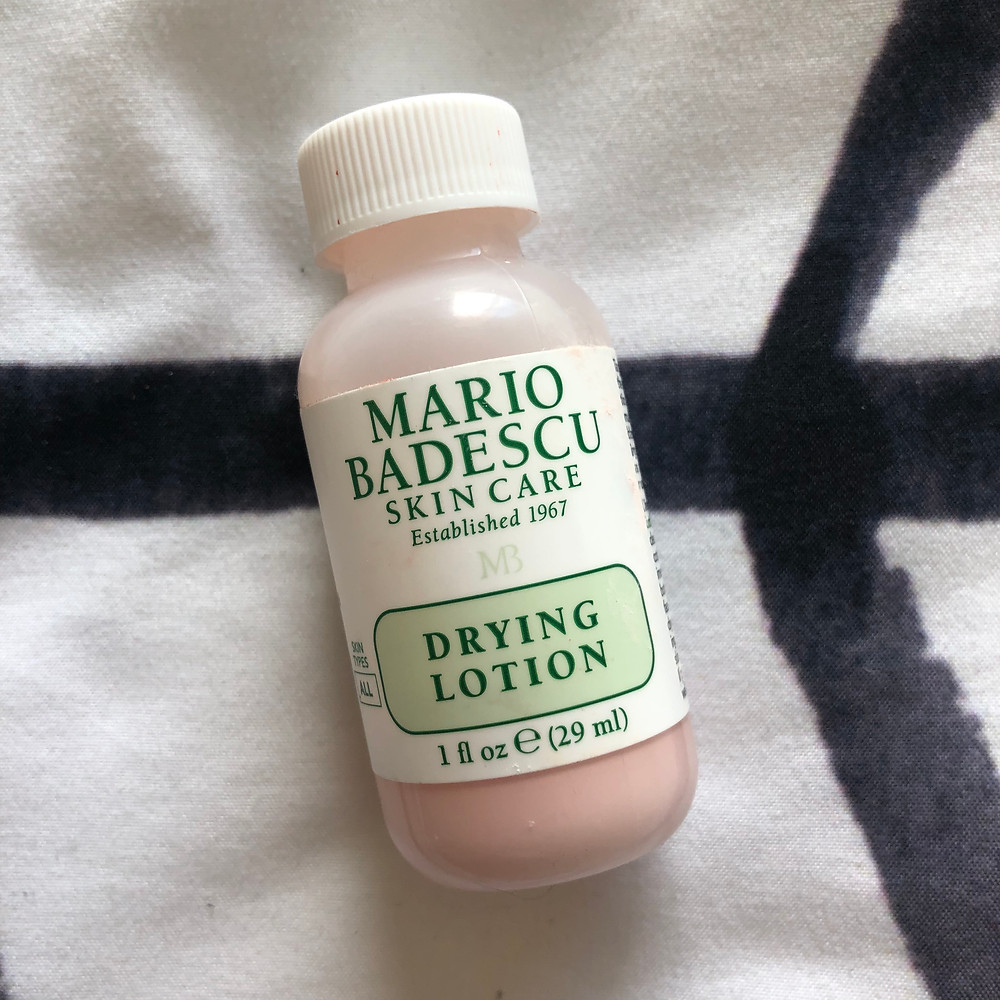 MARIO
BADESCU
SKIN CARE
Established 1967
MB
DRYING
LOTION
SKIN
TYPES
ALL
1 fl oz ℮ (29 ml)